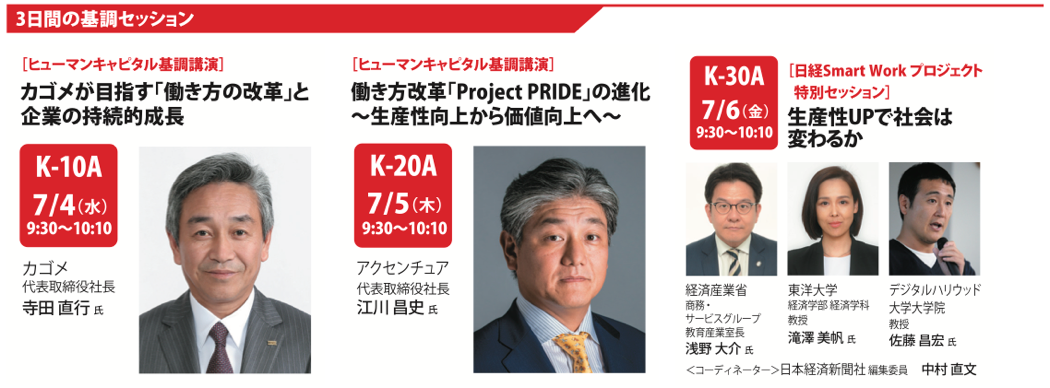 3日間の基調セッション
［ヒューマンキャピタル基調講演］
カゴメが目指す「働き方の改革」と
企業の持続的成長
K-10A
7/4（水）
9:30～10:10
カゴメ
代表取締役社長
寺田 直行 氏
［ヒューマンキャピタル基調講演］
働き方改革「Project PRIDE」の進化
～生産性向上から価値向上へ～
K-20A
7/5（木）
9:30～10:10
アクセンチュア
代表取締役社長
江川 昌史 氏
K-30A
7/6（金）
9:30～10:10
［日経Smart Work プロジェクト
特別セッション］
生産性UPで社会は
変わるか
経済産業省
商務・
サービスグループ
教育産業室長
浅野 大介 氏
東洋大学
経済学部 経済学科
教授
滝澤 美帆 氏
デジタルハリウッド
大学大学院
教授
佐藤 昌宏 氏
＜コーディネーター＞日本経済新聞社 編集委員　中村 直文